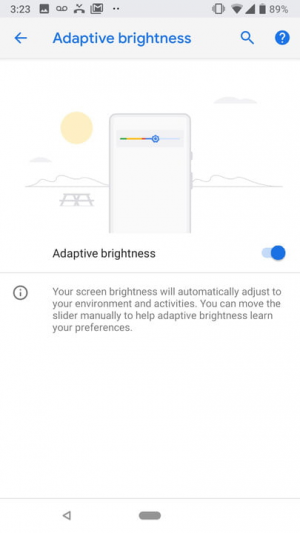 3:23 89%
Adaptive brightness
Adaptive brightness
Your screen brightness will automatically adjust to
your environment and activities. You can move the
slider manually to help adaptive brightness learn
your preferences.